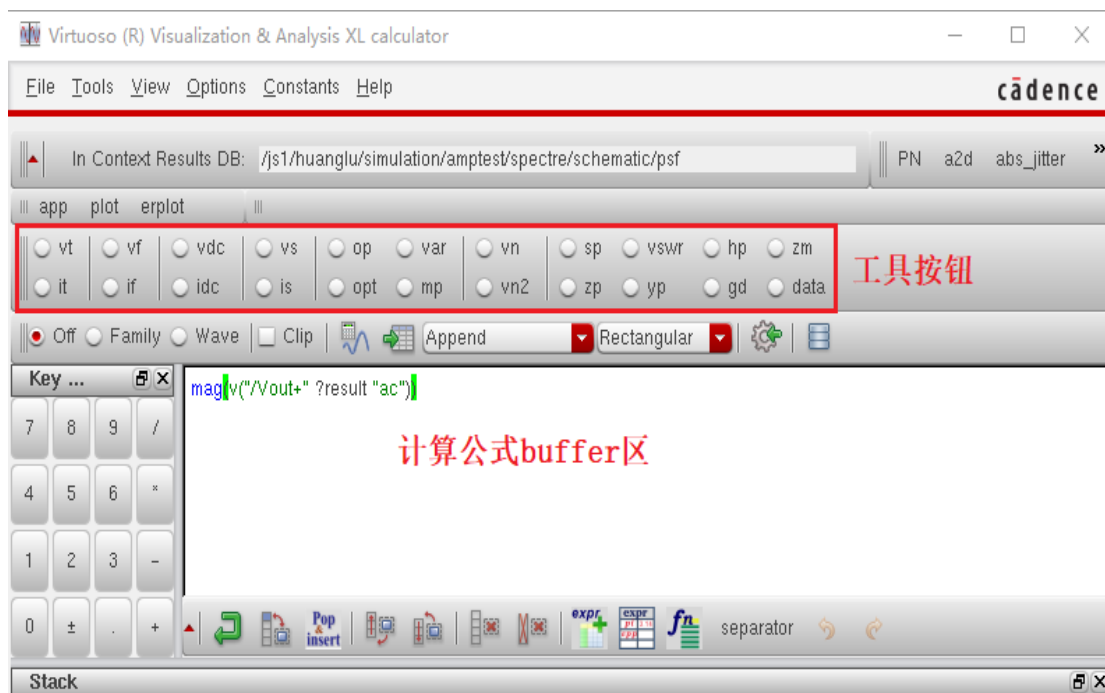 Virtuoso (R) Visualization & Analysis XL calculator
File Tools View Options Constants Help
cādence
In Context Results DB: /js1/huanglu/simulation/amptest/spectre/schematic/psf
PN a2d abs_jitter »
app plot erplot
vt vf vdc vs op var vn sp vswr hp zm
it if idc is opt mp vn2 zp yp gd data
工具按钮
Off Family Wave Clip Append Rectangular
Key ...
mag(v("/Vout+" ?result "ac"))
计算公式buffer区
7 8 9 /
4 5 6 *
1 2 3 -
0 ± . +
Pop & insert
expr
fn
separator
Stack